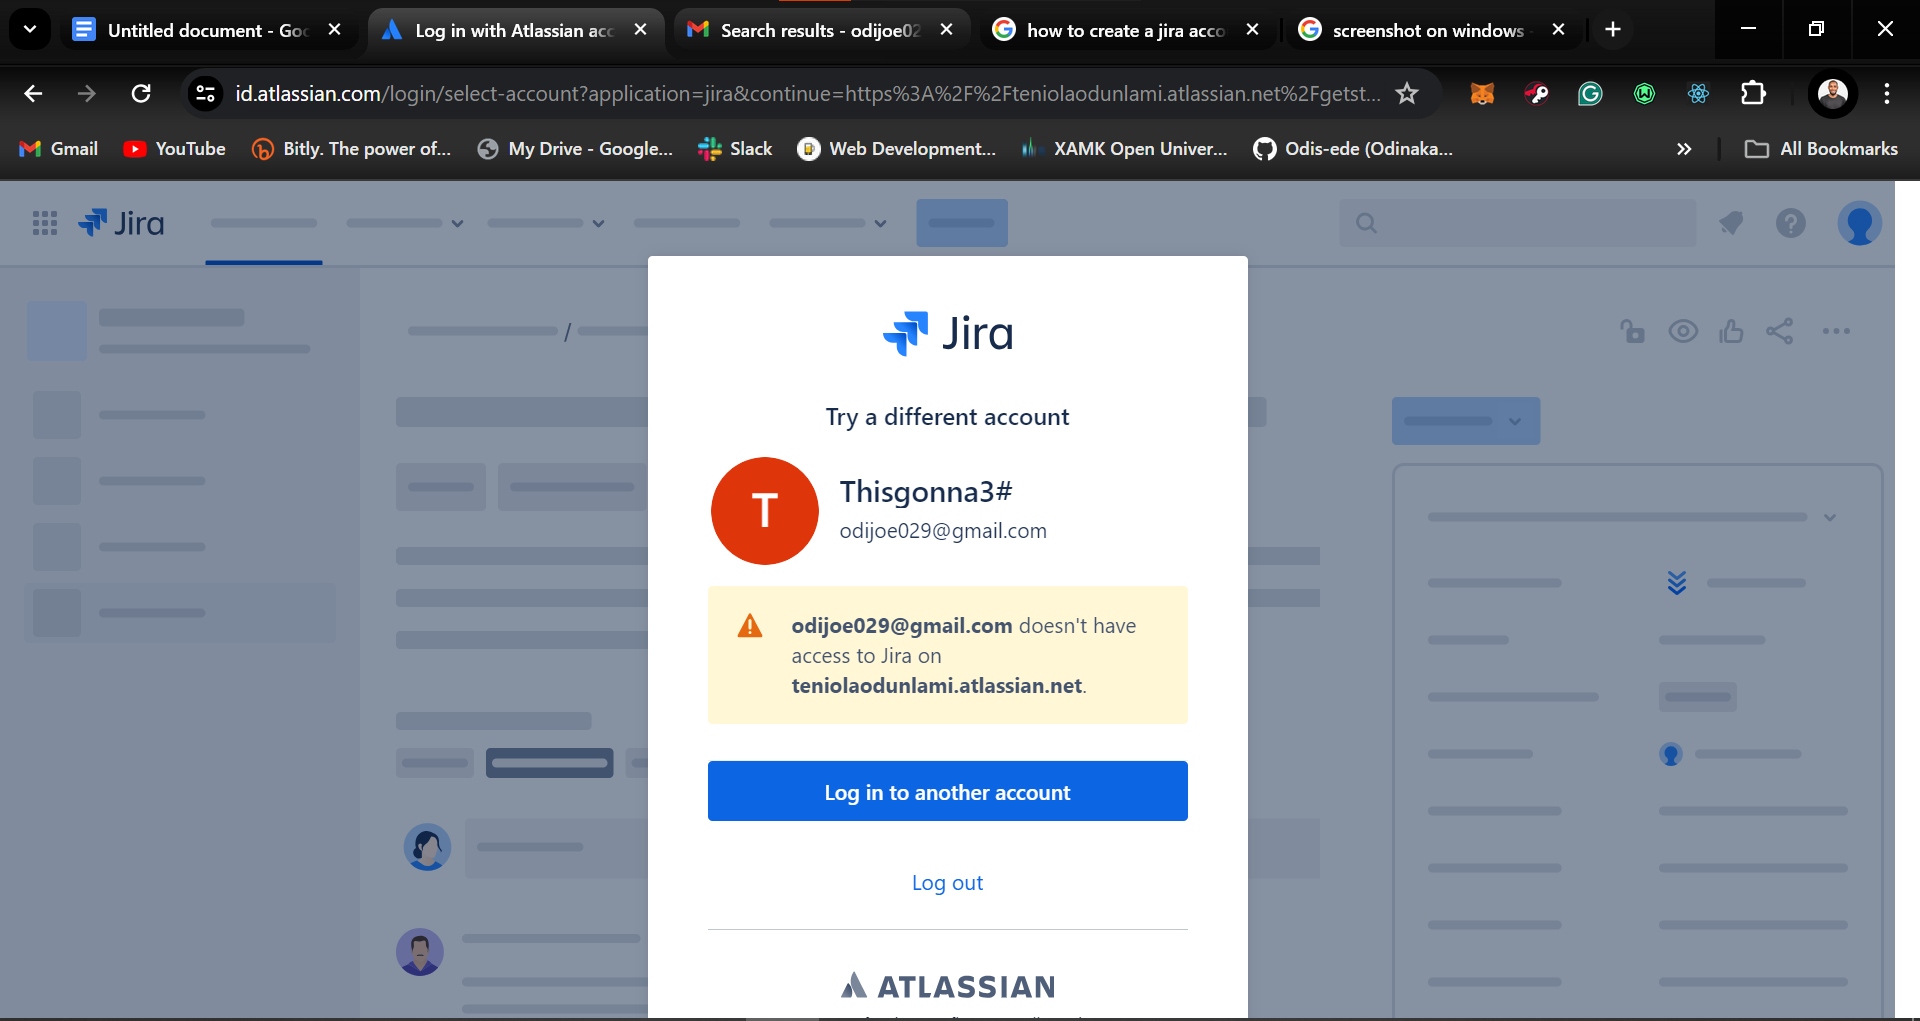 Untitled document - Goo
Log in with Atlassian acc
Search results - odijoe02
how to create a jira acco
screenshot on windows -
id.atlassian.com/login/select-account?application=jira&continue=https%3A%2F%2Fteniolaodunlami.atlassian.net%2Fgetst...
Gmail
YouTube
Bitly. The power of...
My Drive - Google...
Slack
Web Development...
XAMK Open Univer...
Odis-ede (Odinaka...
All Bookmarks
Jira
/
Jira
Try a different account
T
Thisgonna3#
odijoe029@gmail.com
odijoe029@gmail.com doesn't have
access to Jira on
teniolaodunlami.atlassian.net.
Log in to another account
Log out
ATLASSIAN